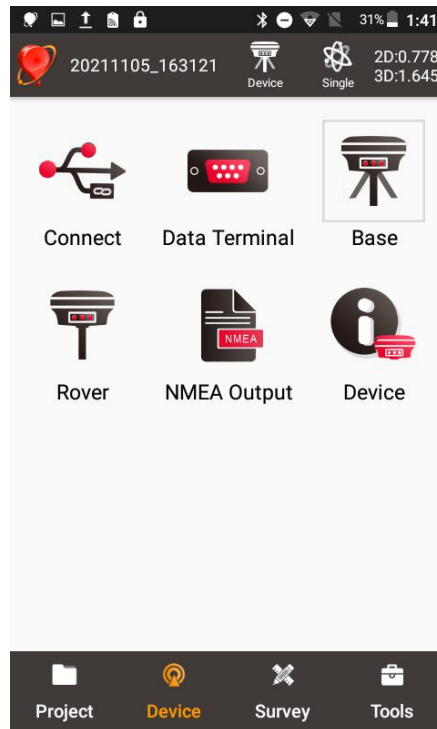 31% 1:41
20211105_163121
Device
Single
2D:0.778
3D:1.645
Connect
Data Terminal
Base
NMEA
Rover
NMEA Output
Device
Project
Device
Survey
Tools